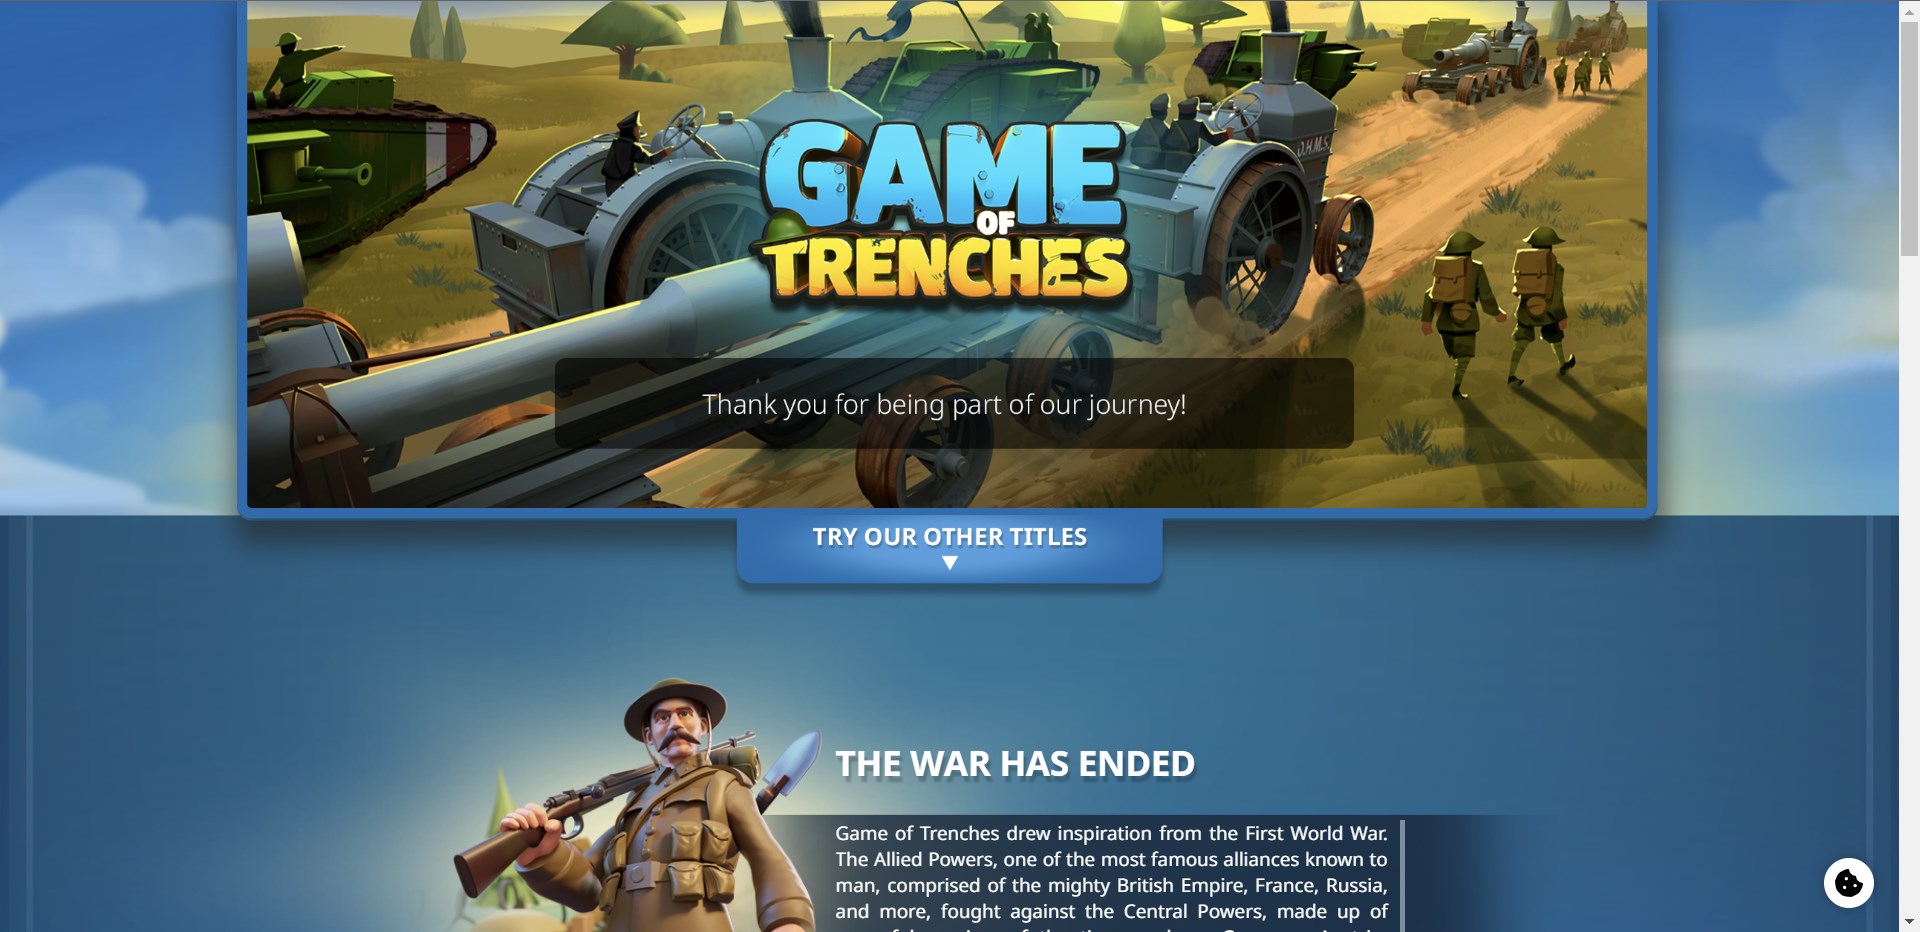 O.H.M.S.
GAME
OF
TRENCHES
Thank you for being part of our journey!
TRY OUR OTHER TITLES
THE WAR HAS ENDED
Game of Trenches drew inspiration from the First World War.
The Allied Powers, one of the most famous alliances known to
man, comprised of the mighty British Empire, France, Russia,
and more, fought against the Central Powers, made up of